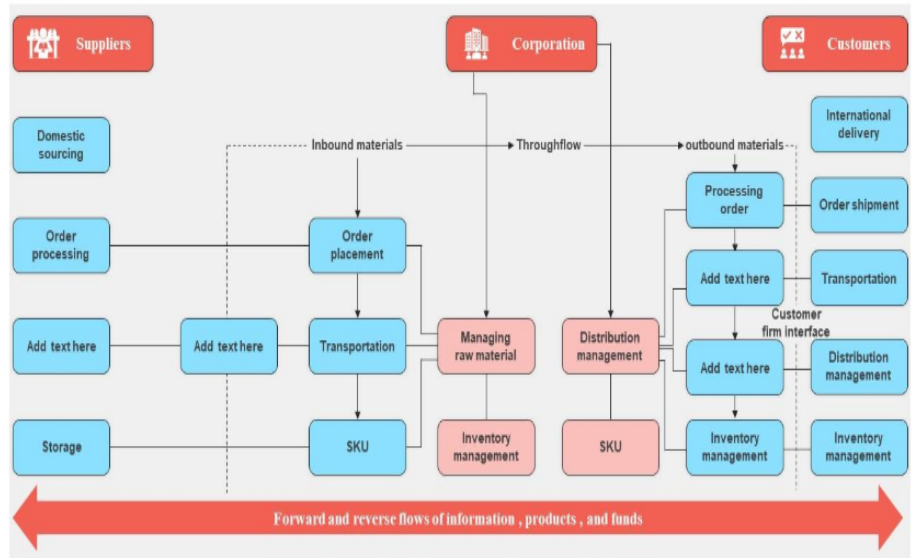 Suppliers
Corporation
Customers
Domestic
sourcing
International
delivery
Inbound materials
Throughflow
outbound materials
Processing
order
Order shipment
Order
processing
Order
placement
Add text here
Transportation
Customer
firm interface
Add text here
Add text here
Transportation
Managing
raw material
Distribution
management
Add text here
Distribution
management
Storage
SKU
Inventory
management
SKU
Inventory
management
Inventory
management
Forward and reverse flows of information , products , and funds